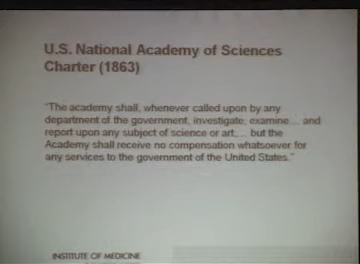 U.S. National Academy of Sciences
Charter (1863)
"The academy shall, whenever called upon by any
department of the government, investigate, examine... and
report upon any subject of science or art,... but the
Academy shall receive no compensation whatsoever for
any services to the government of the United States."
INSTITUTE OF MEDICINE